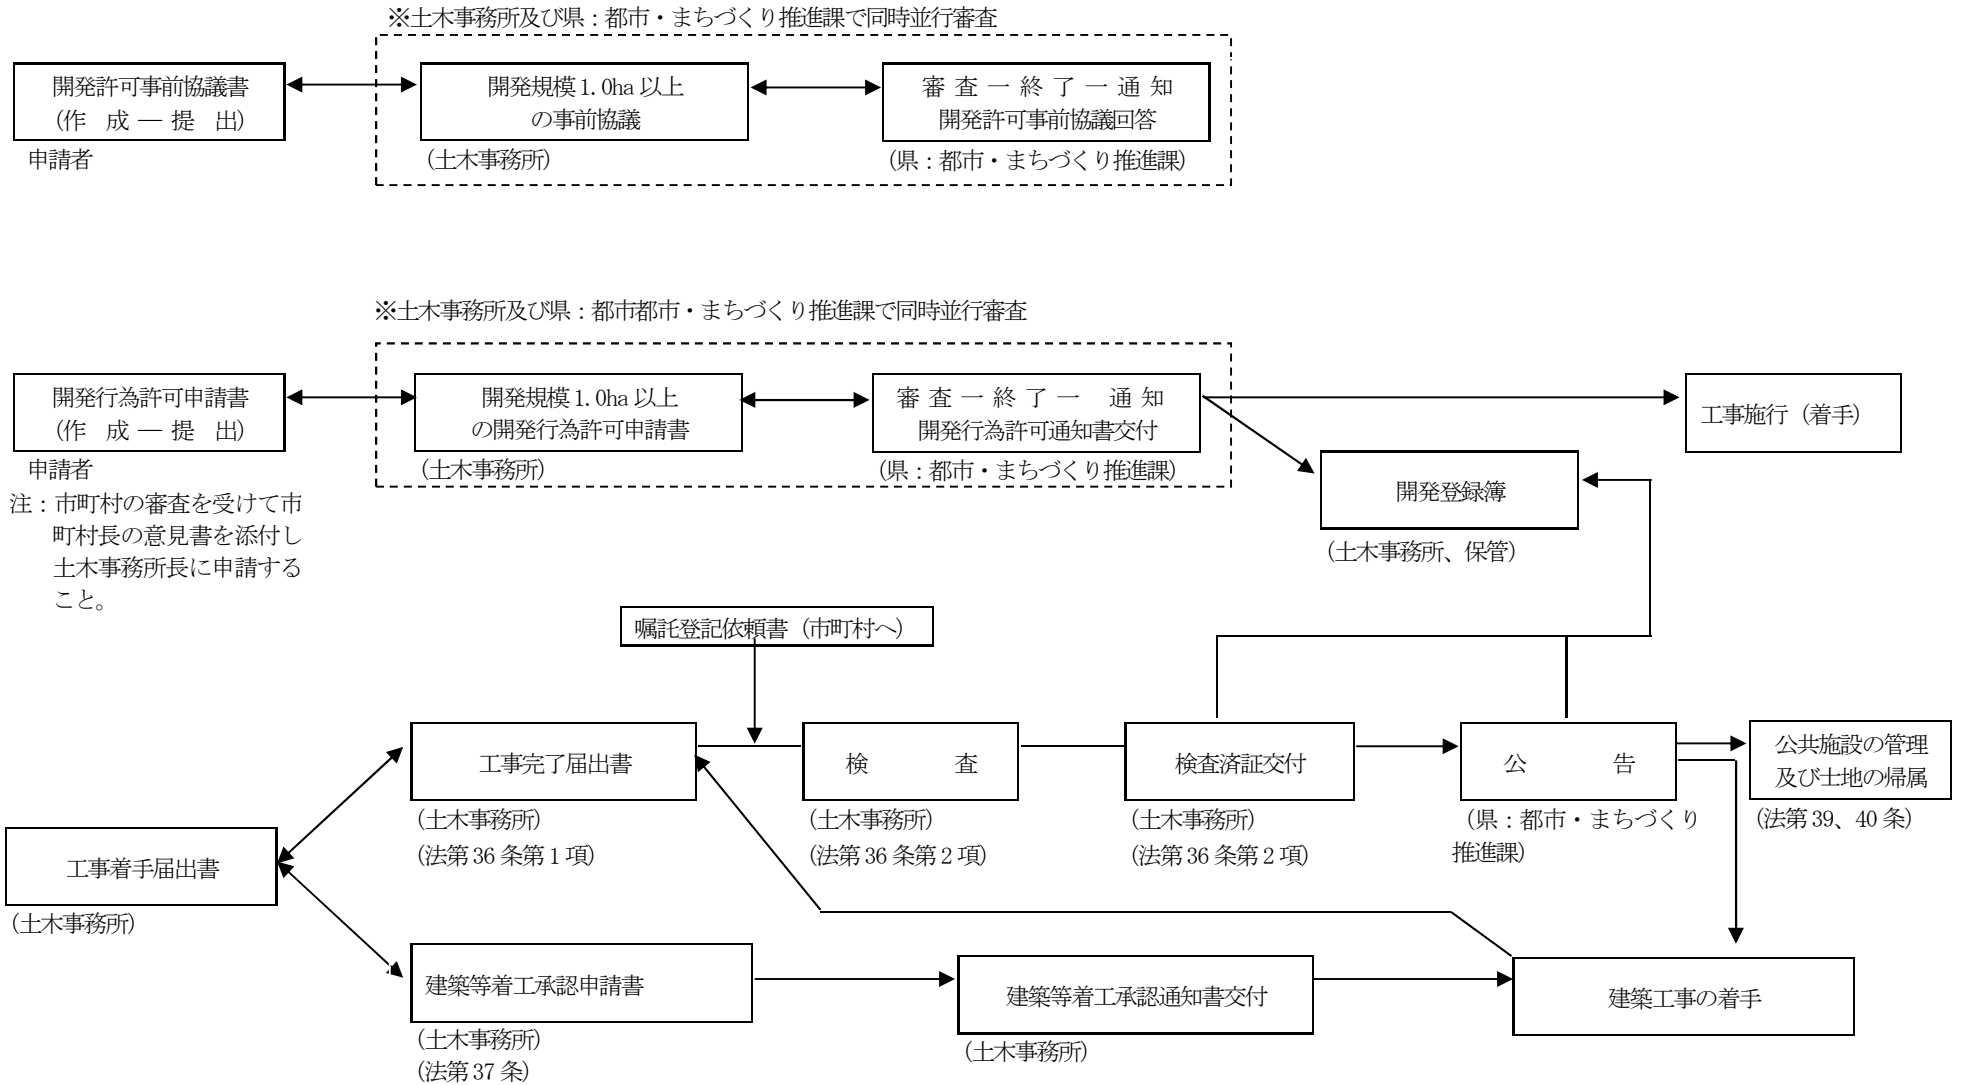 ※土木事務所及び県：都市・まちづくり推進課で同時並行審査
開発許可事前協議書
（作　成 ― 提　出）
申請者
開発規模 1.0ha 以上
の事前協議
（土木事務所）
審 査 ー 終 了 ー 通 知
開発許可事前協議回答
（県：都市・まちづくり推進課）
※土木事務所及び県：都市都市・まちづくり推進課で同時並行審査
開発行為許可申請書
（作　成 ― 提　出）
申請者
注：市町村の審査を受けて市
町村長の意見書を添付し
土木事務所長に申請する
こと。
開発規模 1.0ha 以上
の開発行為許可申請書
（土木事務所）
審 査 ー 終 了 ー　通 知
開発行為許可通知書交付
（県：都市・まちづくり推進課）
工事施行（着手）
開発登録簿
（土木事務所、保管）
嘱託登記依頼書（市町村へ）
工事完了届出書
（土木事務所）
（法第 36 条第 1 項）
検　　　　査
（土木事務所）
（法第 36 条第 2 項）
検査済証交付
（土木事務所）
（法第 36 条第 2 項）
公　　　　告
（県：都市・まちづくり
推進課）
公共施設の管理
及び土地の帰属
（法第 39、40 条）
工事着手届出書
（土木事務所）
建築等着工承認申請書
（土木事務所）
（法第 37 条）
建築等着工承認通知書交付
（土木事務所）
建築工事の着手